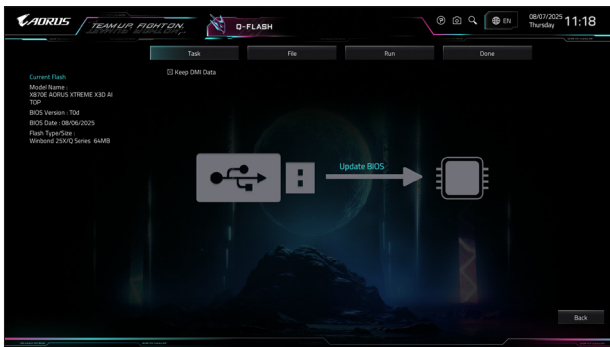 AORUS
TEAM UP. FIGHT ON.
Q-FLASH
EN
08/07/2025
Thursday
11:18
Task
File
Run
Done
Keep DMI Data
Current Flash
Model Name :
X870E AORUS XTREME X3D AI
TOP
BIOS Version : T0d
BIOS Date : 08/06/2025
Flash Type/Size :
Winbond 25X/Q Series 64MB
Update BIOS
Back